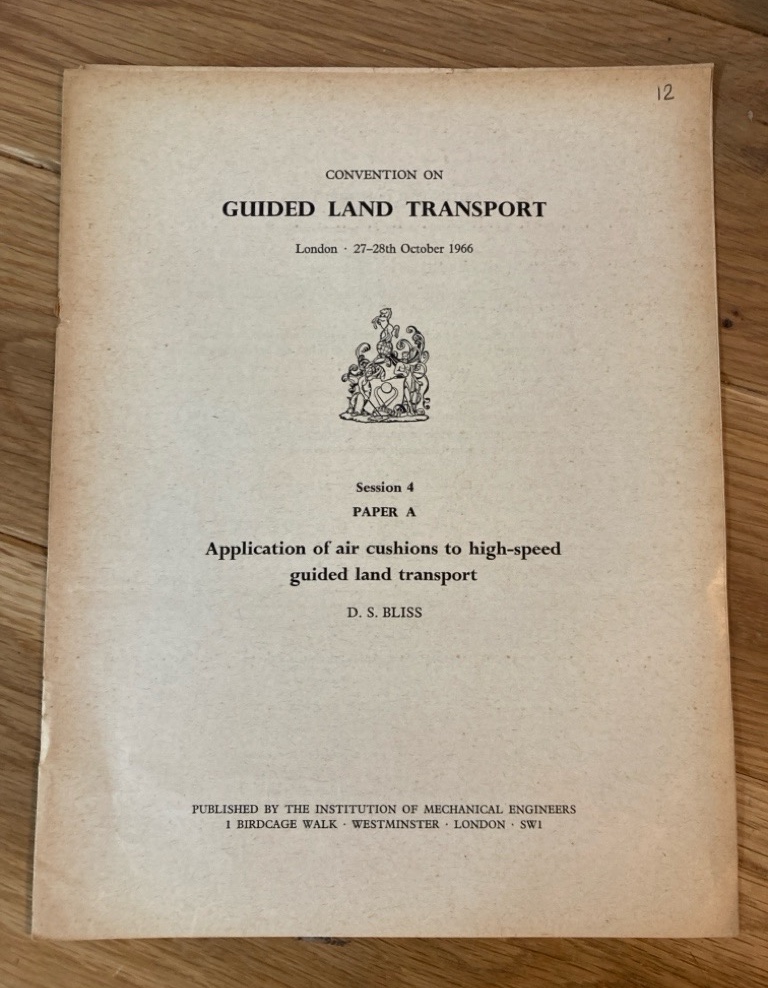 12
CONVENTION ON
GUIDED LAND TRANSPORT
London · 27–28th October 1966
Session 4
PAPER A
Application of air cushions to high-speed
guided land transport
D. S. BLISS
PUBLISHED BY THE INSTITUTION OF MECHANICAL ENGINEERS
1 BIRDCAGE WALK · WESTMINSTER · LONDON · SW1